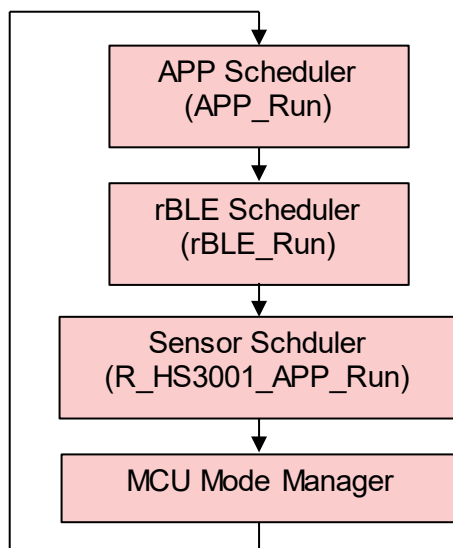 APP Scheduler
(APP_Run)
rBLE Scheduler
(rBLE_Run)
Sensor Schduler
(R_HS3001_APP_Run)
MCU Mode Manager